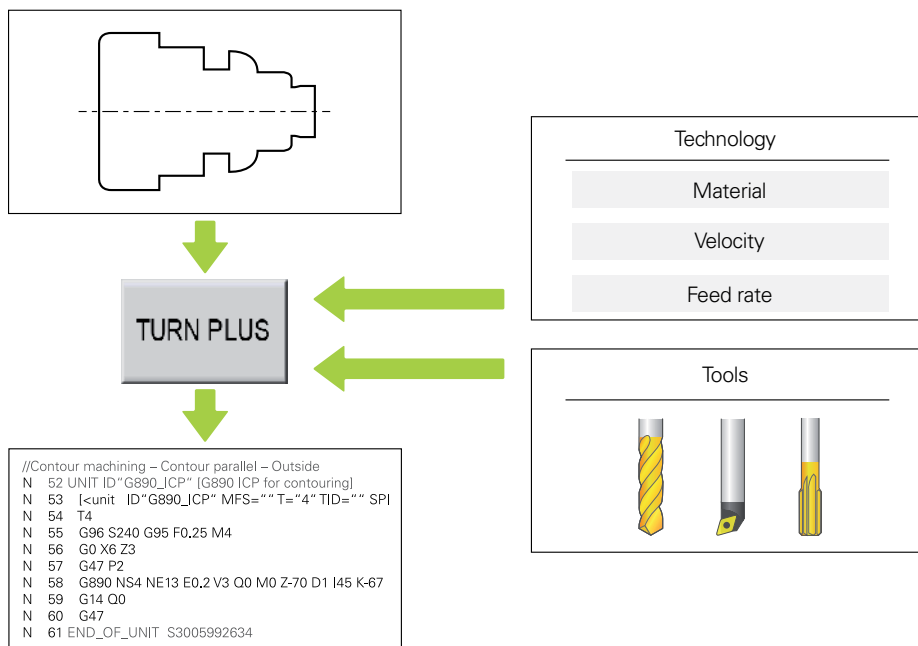 TURN PLUS
Technology
Material
Velocity
Feed rate
Tools
//Contour machining – Contour parallel – Outside
N 52 UNIT ID"G890_ICP" [G890 ICP for contouring]
N 53 [<unit ID"G890_ICP" MFS="" T="4" TID="" SP
N 54 T4
N 55 G96 S240 G95 F0.25 M4
N 56 G0 X6 Z3
N 57 G47 P2
N 58 G890 NS4 NE13 E0.2 V3 Q0 M0 Z-70 D1 I45 K-67
N 59 G14 Q0
N 60 G47
N 61 END_OF_UNIT S3005992634